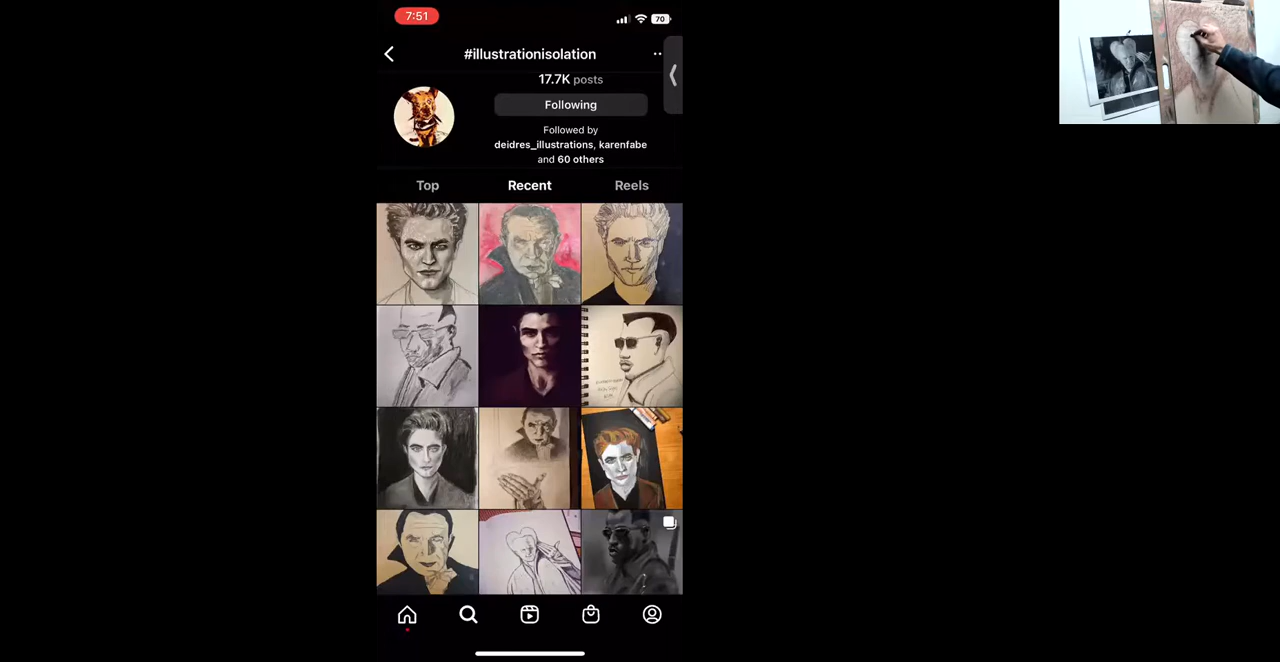 7:51
70
#illustrationisolation
17.7K posts
Following
Followed by
deidres_illustrations, karenfabe
and 60 others
Top Recent Reels